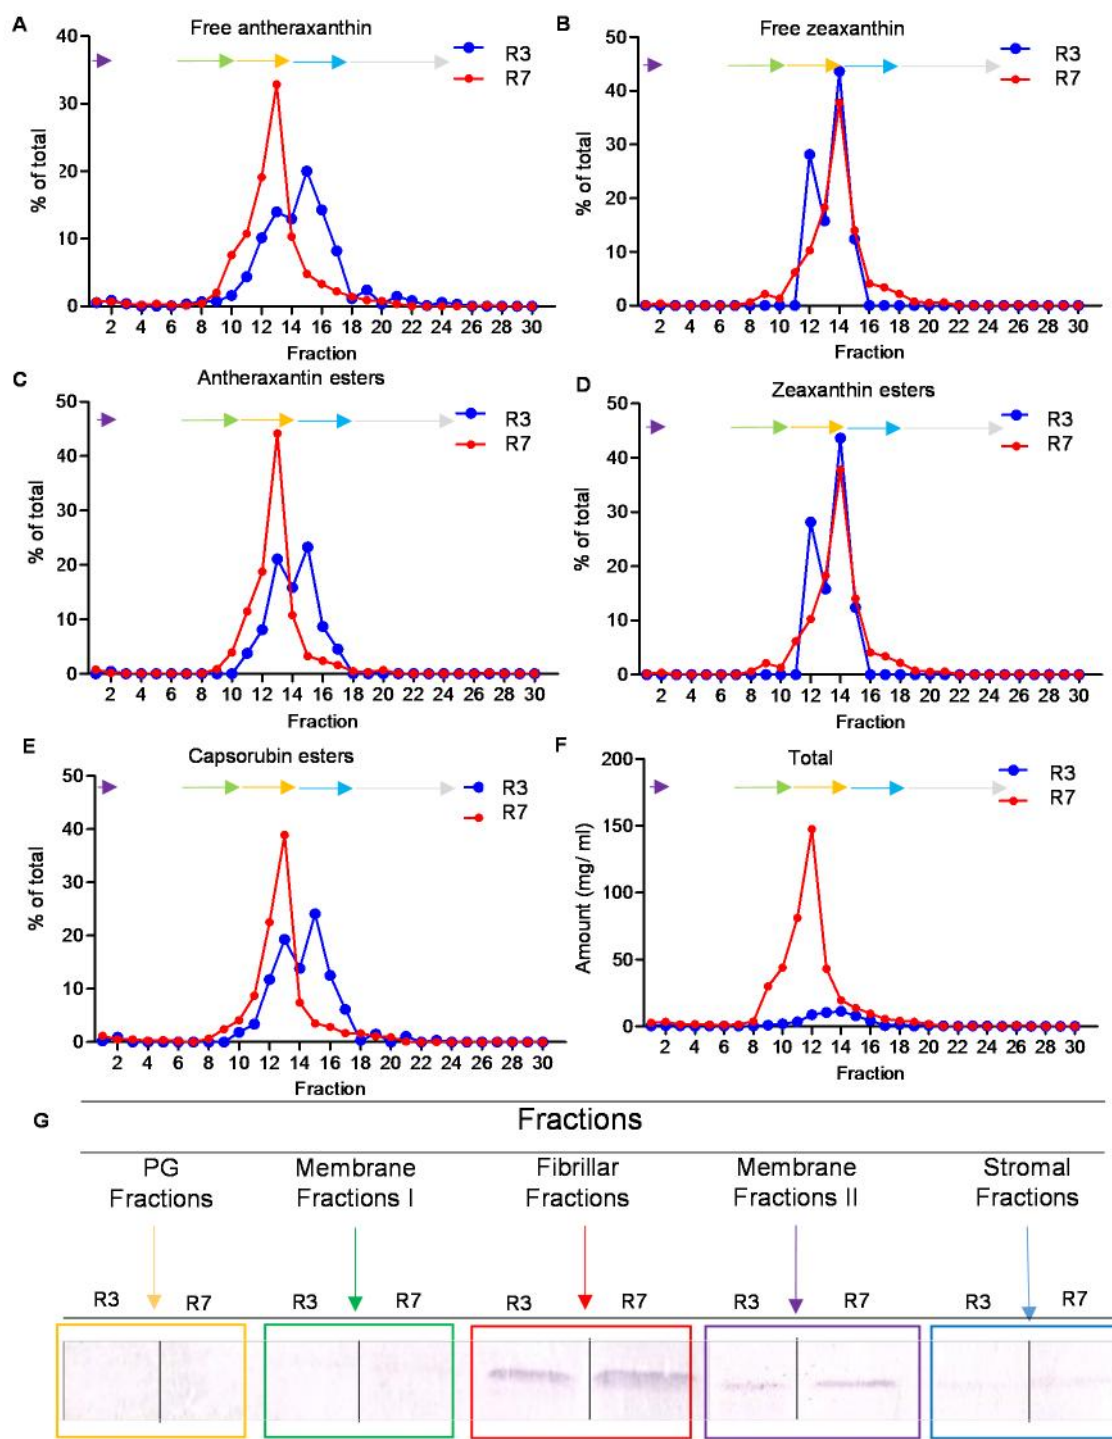 A
Free antheraxanthin
R3
R7
40
30
20
10
0
% of total
2 4 6 8 10 12 14 16 18 20 22 24 26 28 30
Fraction
B
Free zeaxanthin
R3
R7
50
40
30
20
10
0
% of total
2 4 6 8 10 12 14 16 18 20 22 24 26 28 30
Fraction
C
Antheraxantin esters
R3
R7
50
40
30
20
10
0
% of total
2 4 6 8 10 12 14 16 18 20 22 24 26 28 30
Fraction
D
Zeaxanthin esters
R3
R7
50
40
30
20
10
0
% of total
2 4 6 8 10 12 14 16 18 20 22 24 26 28 30
Fraction
E
Capsorubin esters
R3
R7
50
40
30
20
10
0
% of total
2 4 6 8 10 12 14 16 18 20 22 24 26 28 30
Fraction
F
Total
R3
R7
200
150
100
50
0
Amount (mg/ ml)
2 4 6 8 10 12 14 16 18 20 22 24 26 28 30
Fraction
G
Fractions
PG
Fractions
Membrane
Fractions I
Fibrillar
Fractions
Membrane
Fractions II
Stromal
Fractions
R3 R7 R3 R7 R3 R7 R3 R7 R3 R7